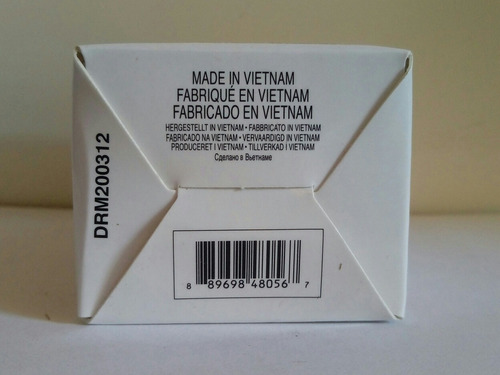 MADE IN VIETNAM
FABRIQUÉ EN VIETNAM
FABRICADO EN VIETNAM
HERGESTELLT IN VIETNAM • FABBRICATO IN VIETNAM
FABRICADO NA VIETNAM • VERVAARDIGD IN VIETNAM
PRODUCERET I VIETNAM • TILLVERKAD I VIETNAM
Сделано в Вьетнаме
DRM200312
8 89698 48056 7